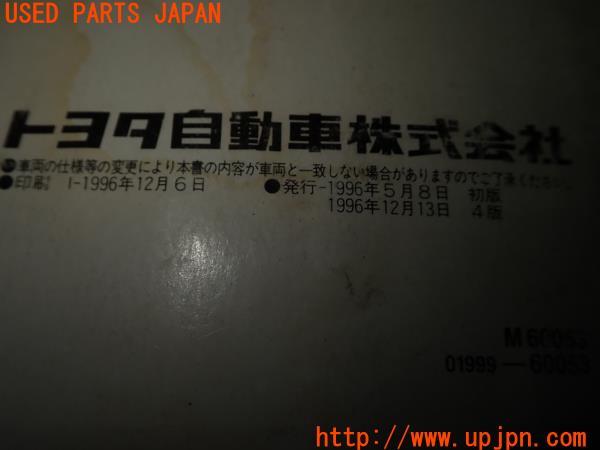 USED PARTS JAPAN
トヨタ自動車株式会社
●車両の仕様等の変更により本書の内容が車両と一致しない場合がありますのでご了承ください。
●印刷 I-1996年12月6日 ●発行-1996年5月8日 初版
1996年12月13日 4版
M 60053
01999-60053
http://www.upjpn.com/